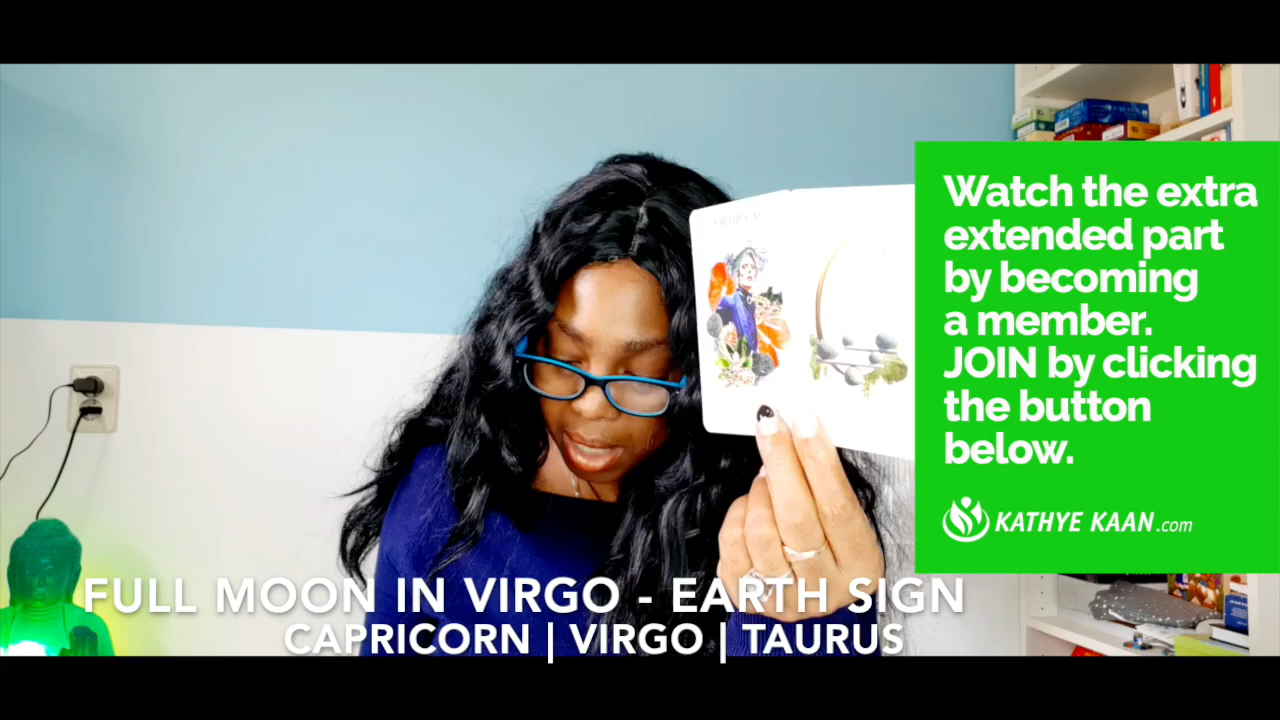 Watch the extra
extended part
by becoming
a member.
JOIN by clicking
the button
below.
KATHYE KAAN.com
FULL MOON IN VIRGO - EARTH SIGN
CAPRICORN | VIRGO | TAURUS